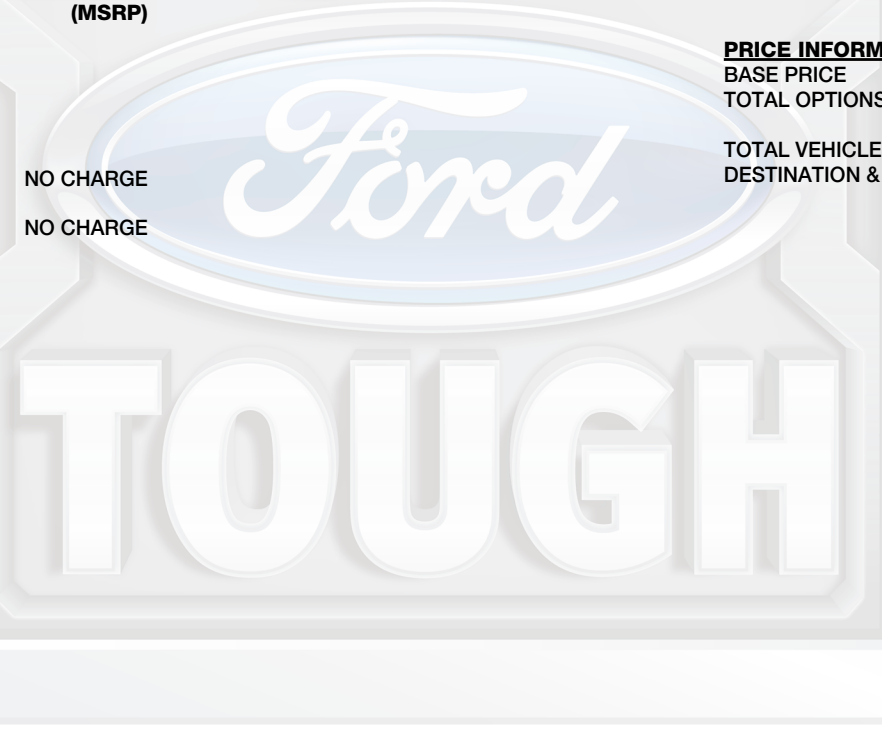 (MSRP)
NO CHARGE
NO CHARGE
PRICE INFORM
BASE PRICE
TOTAL OPTIONS
TOTAL VEHICLE
DESTINATION &
Ford
TOUGH